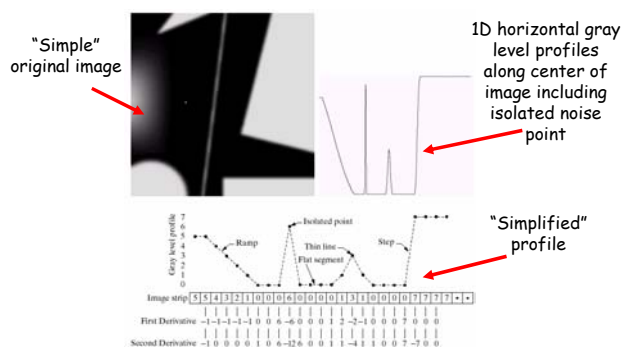 “Simple”
original image
1D horizontal gray
level profiles
along center of
image including
isolated noise
point
“Simplified”
profile
Gray level profile
7
6
5
4
3
2
1
0
Ramp
Isolated point
Thin line
Flat segment
Step
Image strip 5 5 4 3 2 1 0 0 0 6 0 0 0 0 1 3 1 0 0 0 0 7 7 7 7 • •
First Derivative −1 −1 −1 −1 −1 0 0 6 −6 0 0 0 1 2 −2 −1 0 0 0 7 0 0 0
Second Derivative −1 0 0 0 0 1 0 6 −12 6 0 0 1 1 −4 1 1 0 0 7 −7 0 0